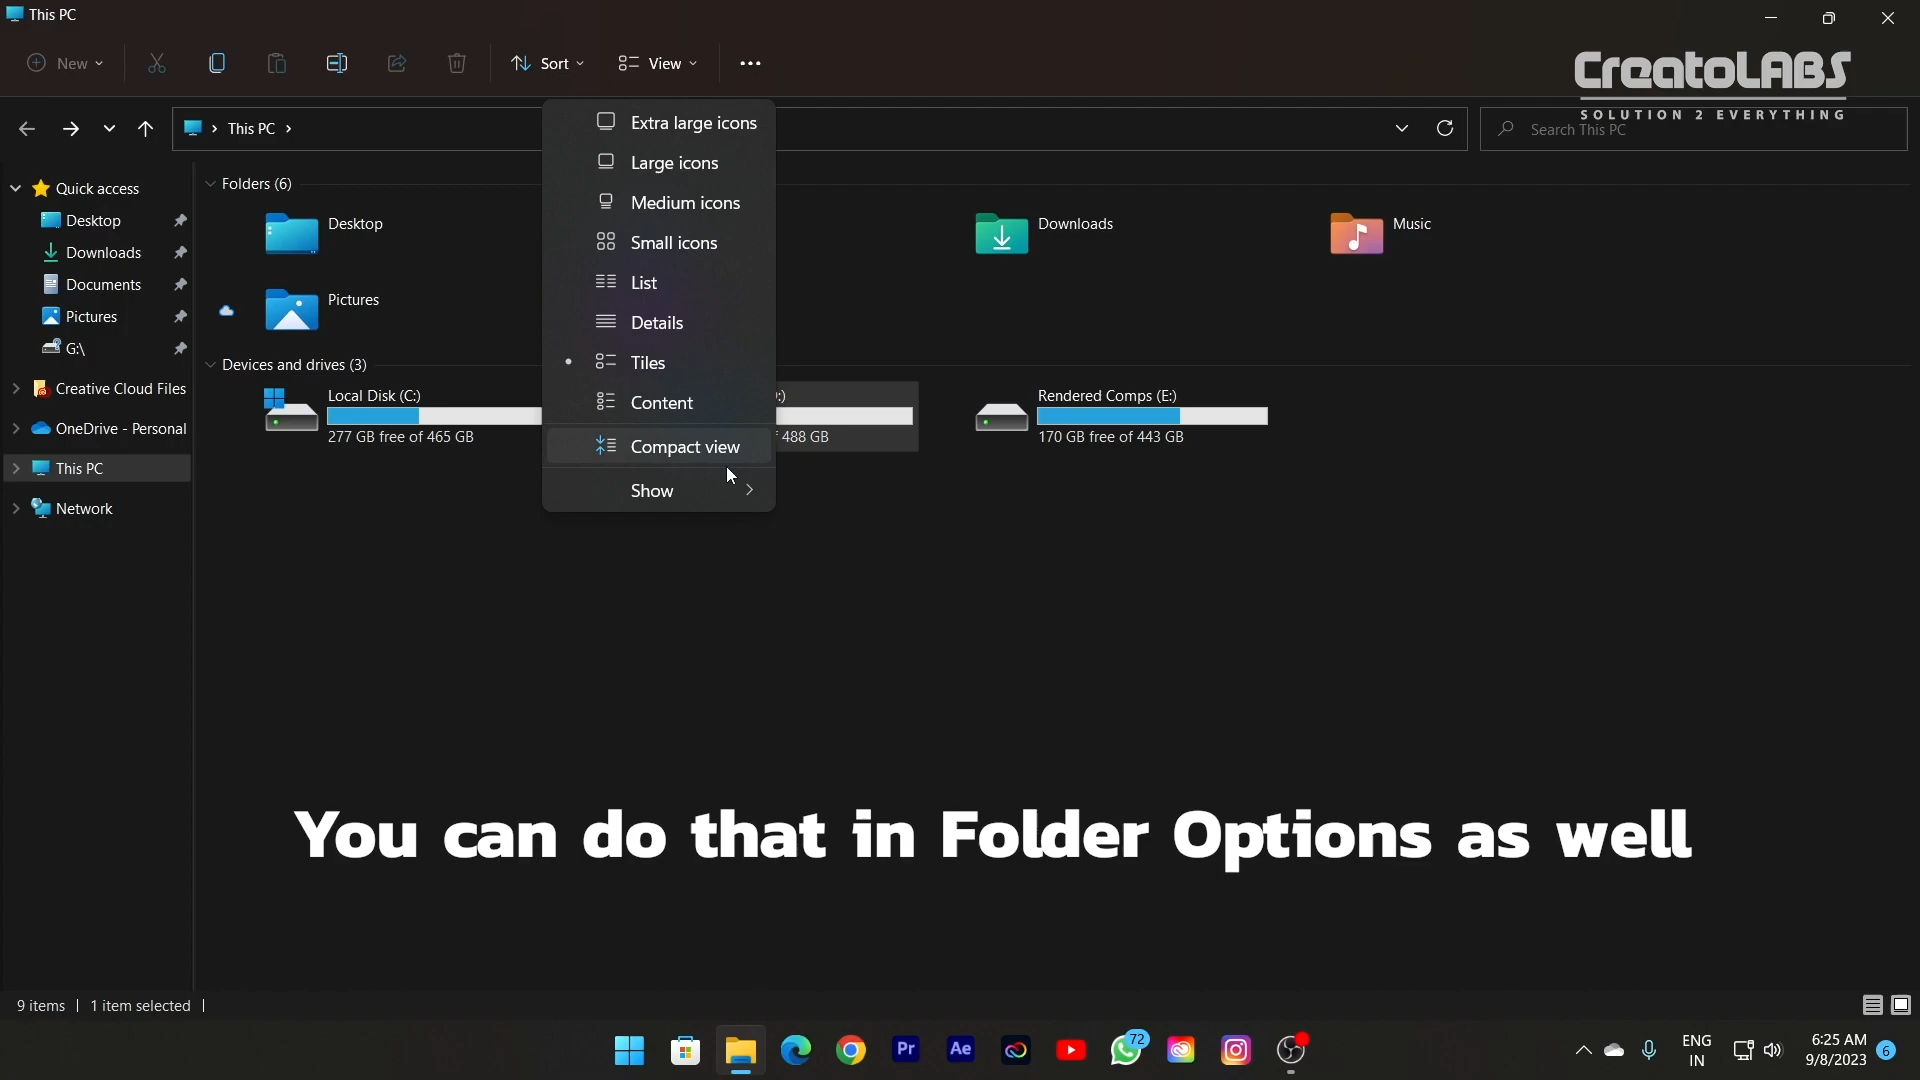 This PC
New
Sort
View
CreatoLABS
SOLUTION 2 EVERYTHING
This PC
Search This PC
Extra large icons
Large icons
Medium icons
Small icons
List
Details
Tiles
Content
Compact view
Show
Quick access
Desktop
Downloads
Documents
Pictures
G:\
Creative Cloud Files
OneDrive - Personal
This PC
Network
Folders (6)
Desktop
Downloads
Music
Pictures
Devices and drives (3)
Local Disk (C:)
277 GB free of 465 GB
488 GB
Rendered Comps (E:)
170 GB free of 443 GB
You can do that in Folder Options as well
9 items
1 item selected
Pr
Ae
72
ENG
IN
6:25 AM
9/8/2023
6